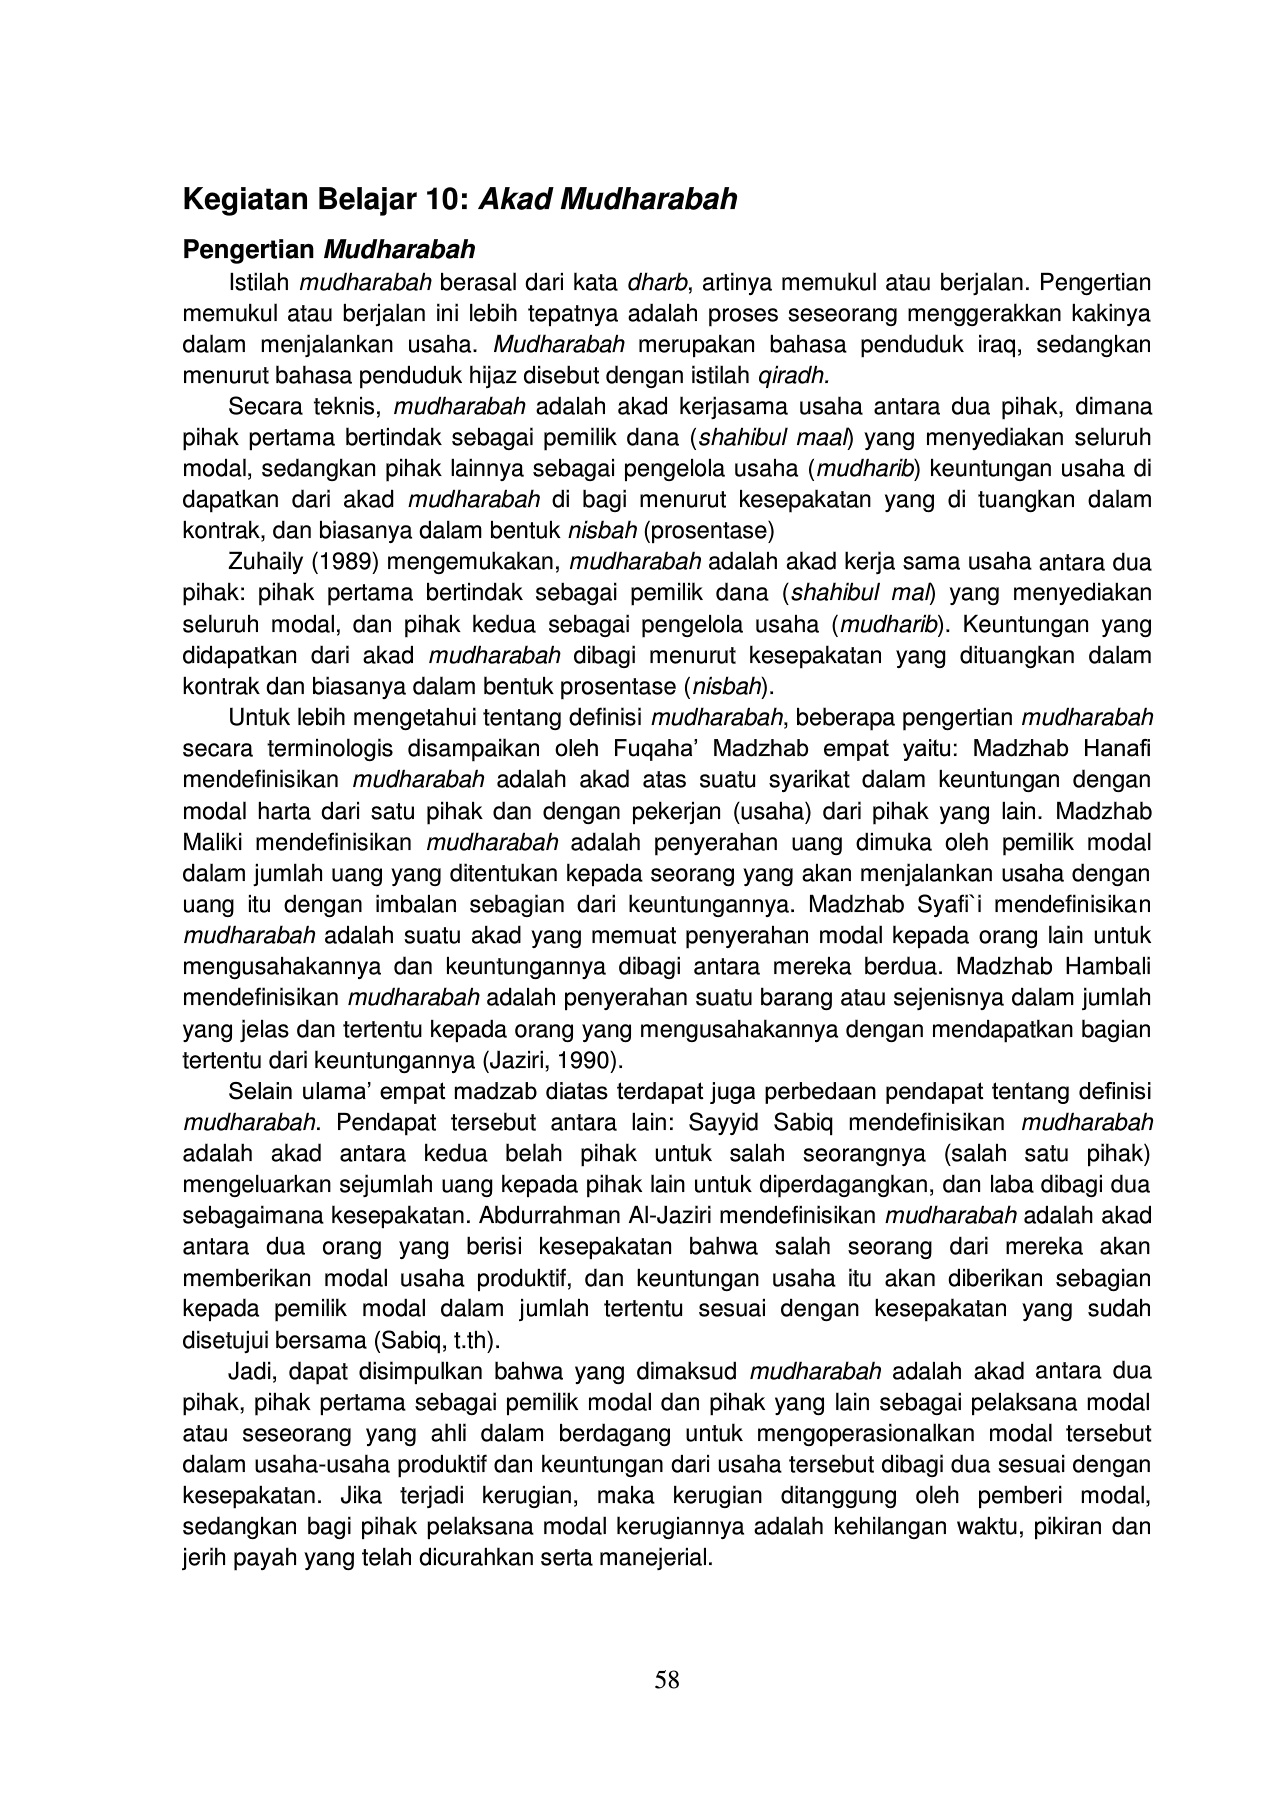 Kegiatan Belajar 10: Akad Mudharabah
Pengertian Mudharabah
Istilah mudharabah berasal dari kata dharb, artinya memukul atau berjalan. Pengertian
memukul atau berjalan ini lebih tepatnya adalah proses seseorang menggerakkan kakinya
dalam menjalankan usaha. Mudharabah merupakan bahasa penduduk iraq, sedangkan
menurut bahasa penduduk hijaz disebut dengan istilah qiradh.
Secara teknis, mudharabah adalah akad kerjasama usaha antara dua pihak, dimana
pihak pertama bertindak sebagai pemilik dana (shahibul maal) yang menyediakan seluruh
modal, sedangkan pihak lainnya sebagai pengelola usaha (mudharib) keuntungan usaha di
dapatkan dari akad mudharabah di bagi menurut kesepakatan yang di tuangkan dalam
kontrak, dan biasanya dalam bentuk nisbah (prosentase)
Zuhaily (1989) mengemukakan, mudharabah adalah akad kerja sama usaha antara dua
pihak: pihak pertama bertindak sebagai pemilik dana (shahibul mal) yang menyediakan
seluruh modal, dan pihak kedua sebagai pengelola usaha (mudharib). Keuntungan yang
didapatkan dari akad mudharabah dibagi menurut kesepakatan yang dituangkan dalam
kontrak dan biasanya dalam bentuk prosentase (nisbah).
Untuk lebih mengetahui tentang definisi mudharabah, beberapa pengertian mudharabah
secara terminologis disampaikan oleh Fuqaha’ Madzhab empat yaitu: Madzhab Hanafi
mendefinisikan mudharabah adalah akad atas suatu syarikat dalam keuntungan dengan
modal harta dari satu pihak dan dengan pekerjan (usaha) dari pihak yang lain. Madzhab
Maliki mendefinisikan mudharabah adalah penyerahan uang dimuka oleh pemilik modal
dalam jumlah uang yang ditentukan kepada seorang yang akan menjalankan usaha dengan
uang itu dengan imbalan sebagian dari keuntungannya. Madzhab Syafi`i mendefinisikan
mudharabah adalah suatu akad yang memuat penyerahan modal kepada orang lain untuk
mengusahakannya dan keuntungannya dibagi antara mereka berdua. Madzhab Hambali
mendefinisikan mudharabah adalah penyerahan suatu barang atau sejenisnya dalam jumlah
yang jelas dan tertentu kepada orang yang mengusahakannya dengan mendapatkan bagian
tertentu dari keuntungannya (Jaziri, 1990).
Selain ulama’ empat madzab diatas terdapat juga perbedaan pendapat tentang definisi
mudharabah. Pendapat tersebut antara lain: Sayyid Sabiq mendefinisikan mudharabah
adalah akad antara kedua belah pihak untuk salah seorangnya (salah satu pihak)
mengeluarkan sejumlah uang kepada pihak lain untuk diperdagangkan, dan laba dibagi dua
sebagaimana kesepakatan. Abdurrahman Al-Jaziri mendefinisikan mudharabah adalah akad
antara dua orang yang berisi kesepakatan bahwa salah seorang dari mereka akan
memberikan modal usaha produktif, dan keuntungan usaha itu akan diberikan sebagian
kepada pemilik modal dalam jumlah tertentu sesuai dengan kesepakatan yang sudah
disetujui bersama (Sabiq, t.th).
Jadi, dapat disimpulkan bahwa yang dimaksud mudharabah adalah akad antara dua
pihak, pihak pertama sebagai pemilik modal dan pihak yang lain sebagai pelaksana modal
atau seseorang yang ahli dalam berdagang untuk mengoperasionalkan modal tersebut
dalam usaha-usaha produktif dan keuntungan dari usaha tersebut dibagi dua sesuai dengan
kesepakatan. Jika terjadi kerugian, maka kerugian ditanggung oleh pemberi modal,
sedangkan bagi pihak pelaksana modal kerugiannya adalah kehilangan waktu, pikiran dan
jerih payah yang telah dicurahkan serta manejerial.
58